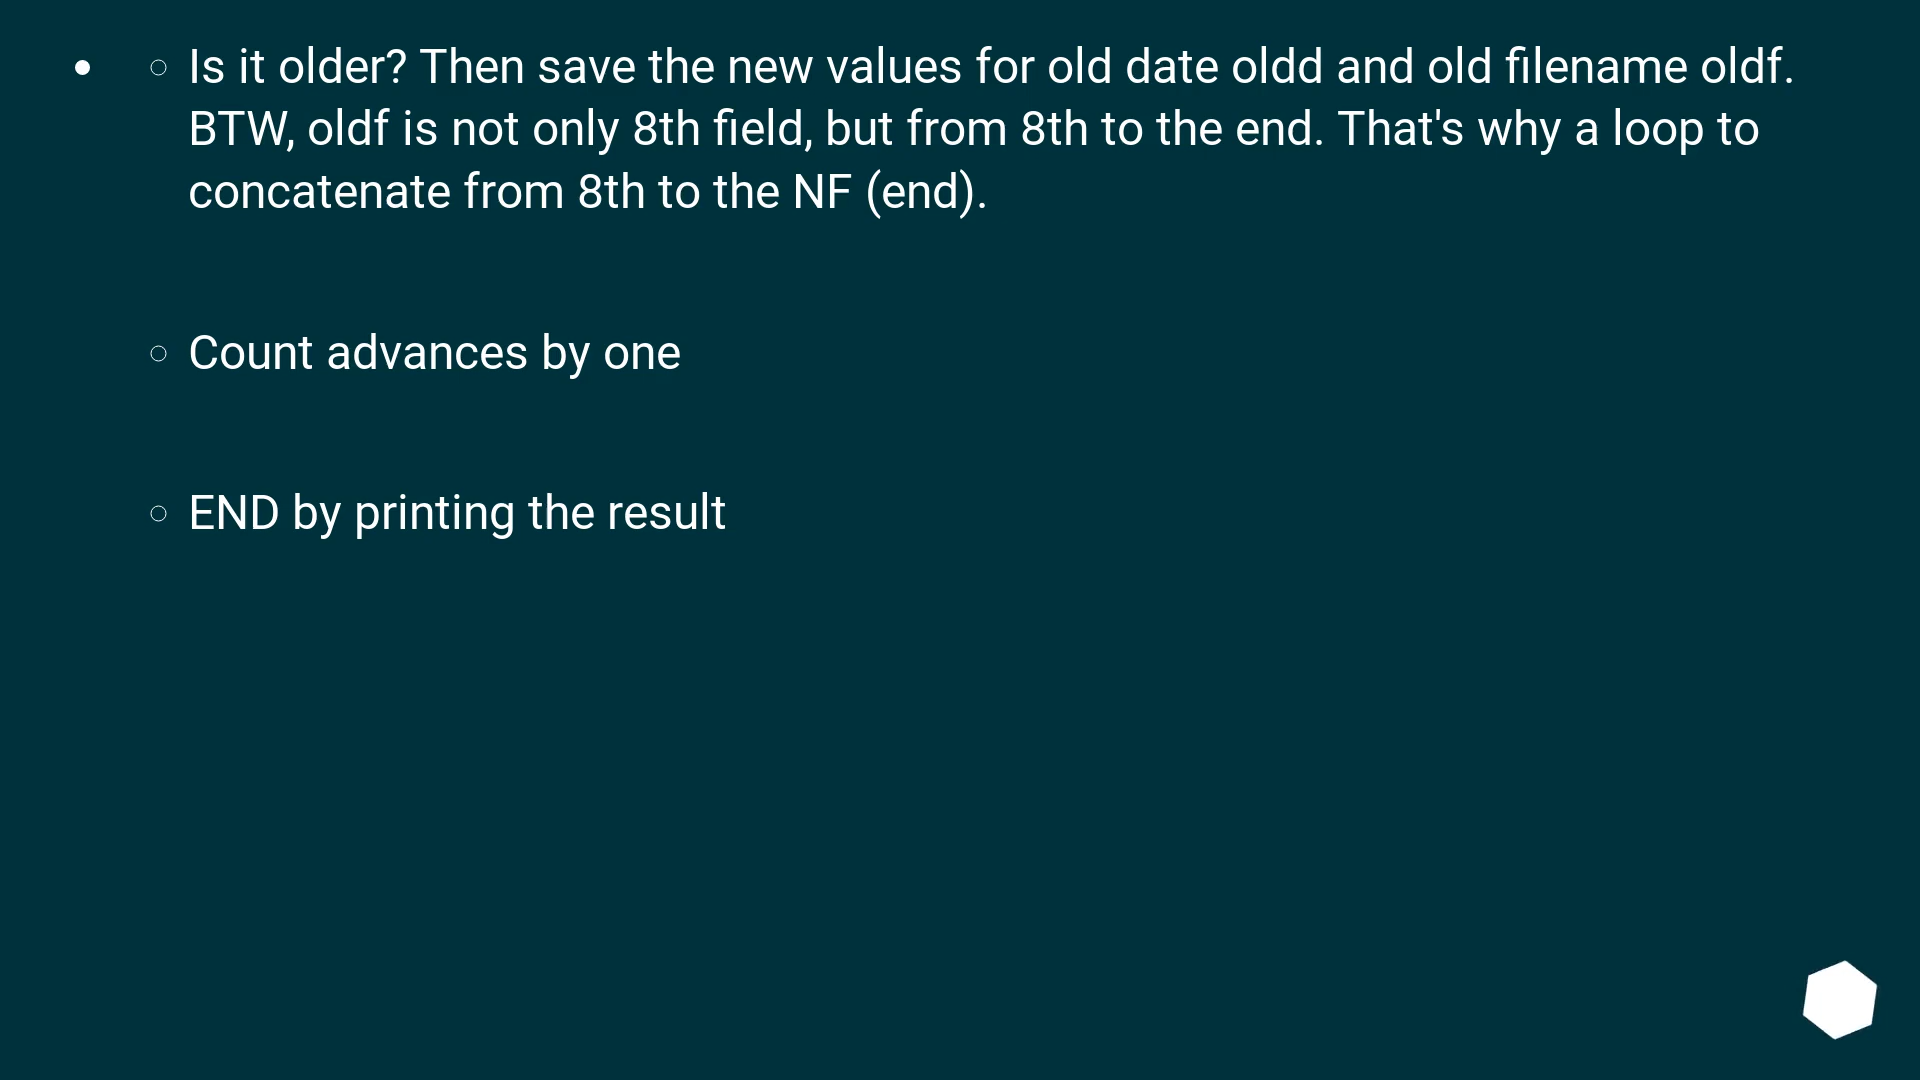 Is it older? Then save the new values for old date oldd and old filename oldf.
BTW, oldf is not only 8th field, but from 8th to the end. That's why a loop to
concatenate from 8th to the NF (end).
Count advances by one
END by printing the result